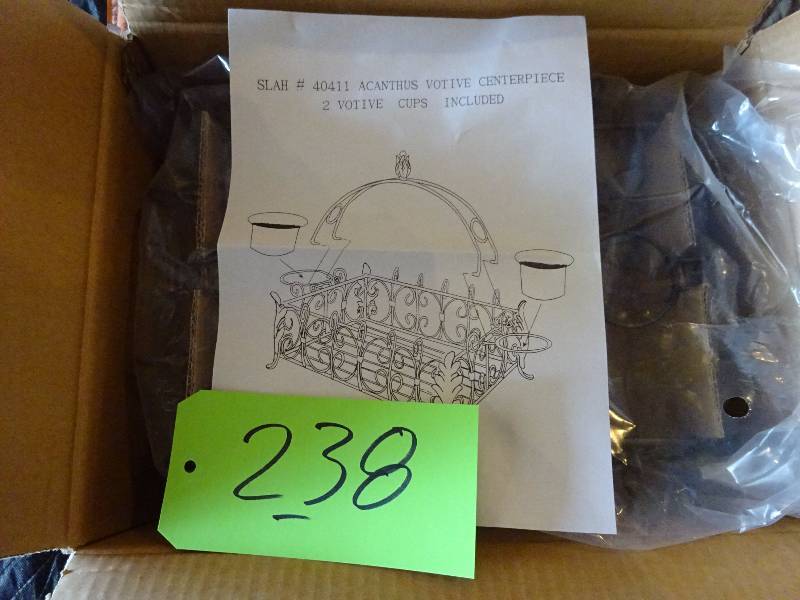 SLAH # 40411 ACANTHUS VOTIVE CENTERPIECE
2 VOTIVE CUPS INCLUDED
238